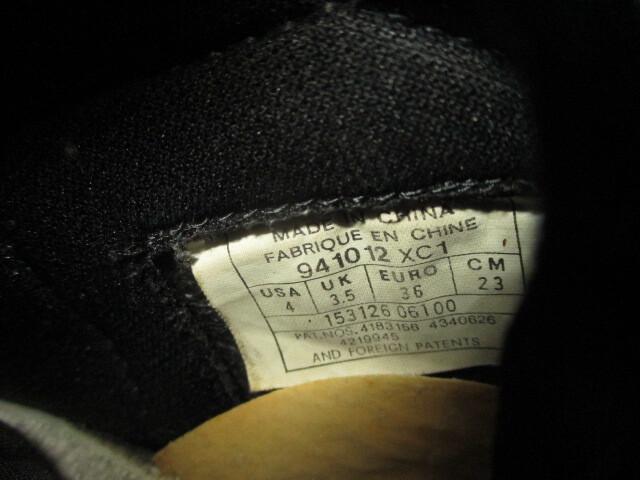 MADE IN CHINA
FABRIQUE EN CHINE
941012 XC1
USA UK EURO CM
4 3.5 36 23
153126 06100
PAT.NOS. 4183156 4340626
4219945
AND FOREIGN PATENTS